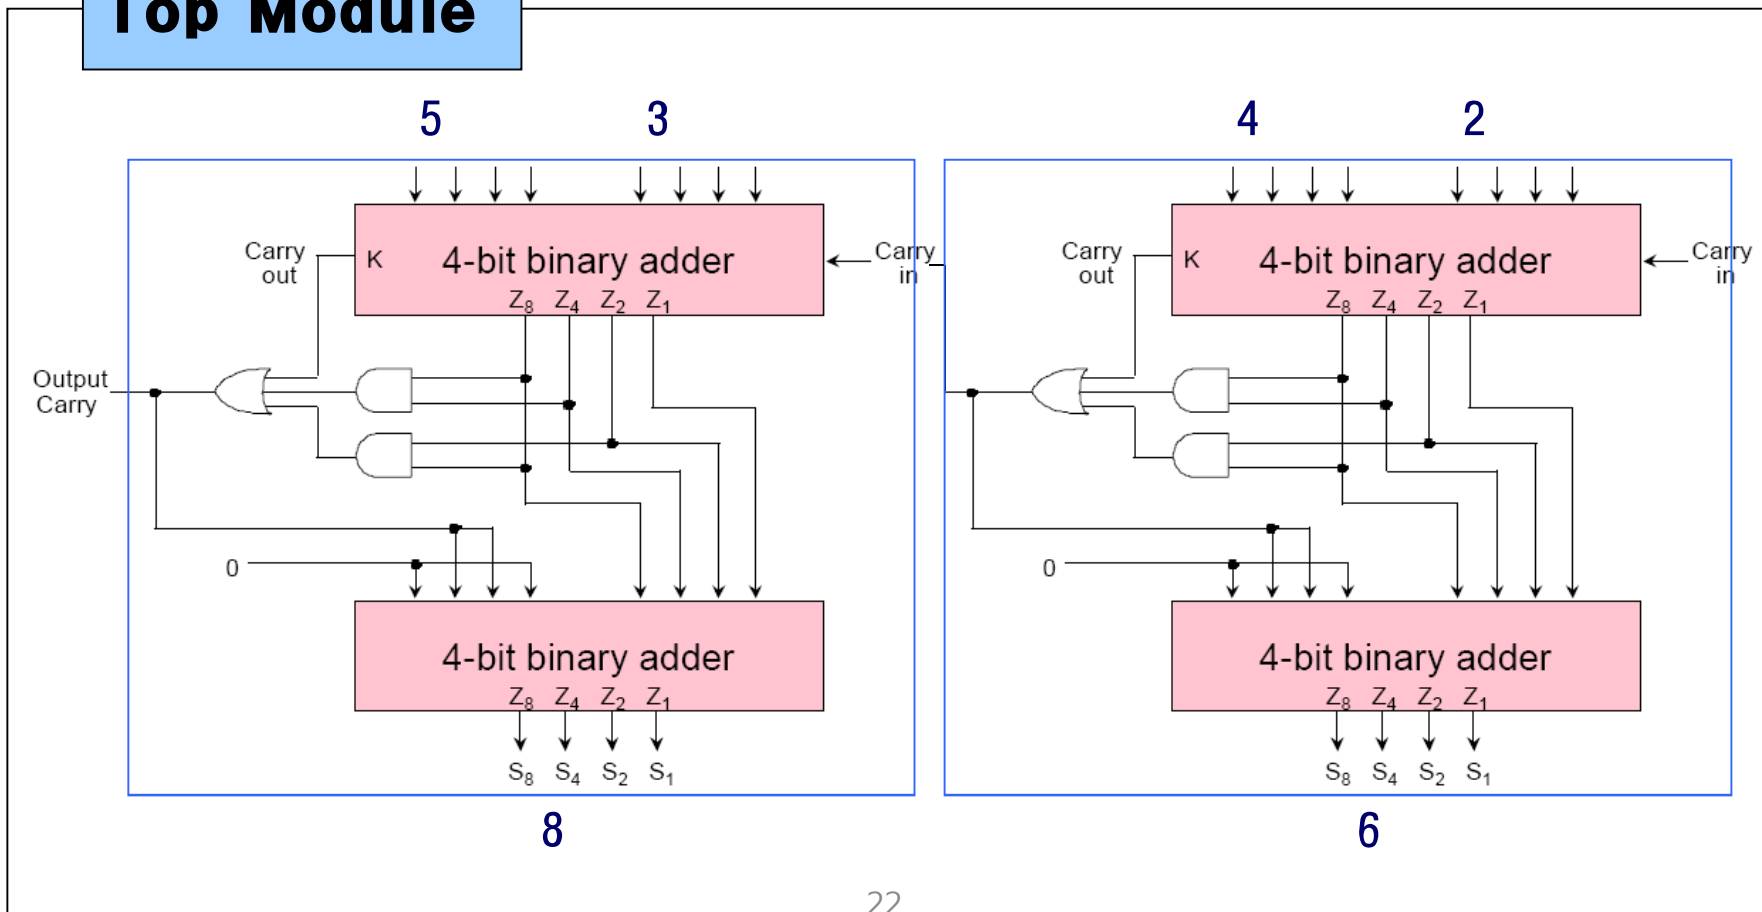 Top Module
5 3 4 2
Carry out
K 4-bit binary adder
Carry in
Z8 Z4 Z2 Z1
Carry out
K 4-bit binary adder
Carry in
Z8 Z4 Z2 Z1
Output
Carry
0
0
4-bit binary adder
Z8 Z4 Z2 Z1
4-bit binary adder
Z8 Z4 Z2 Z1
S8 S4 S2 S1
S8 S4 S2 S1
8 6
22